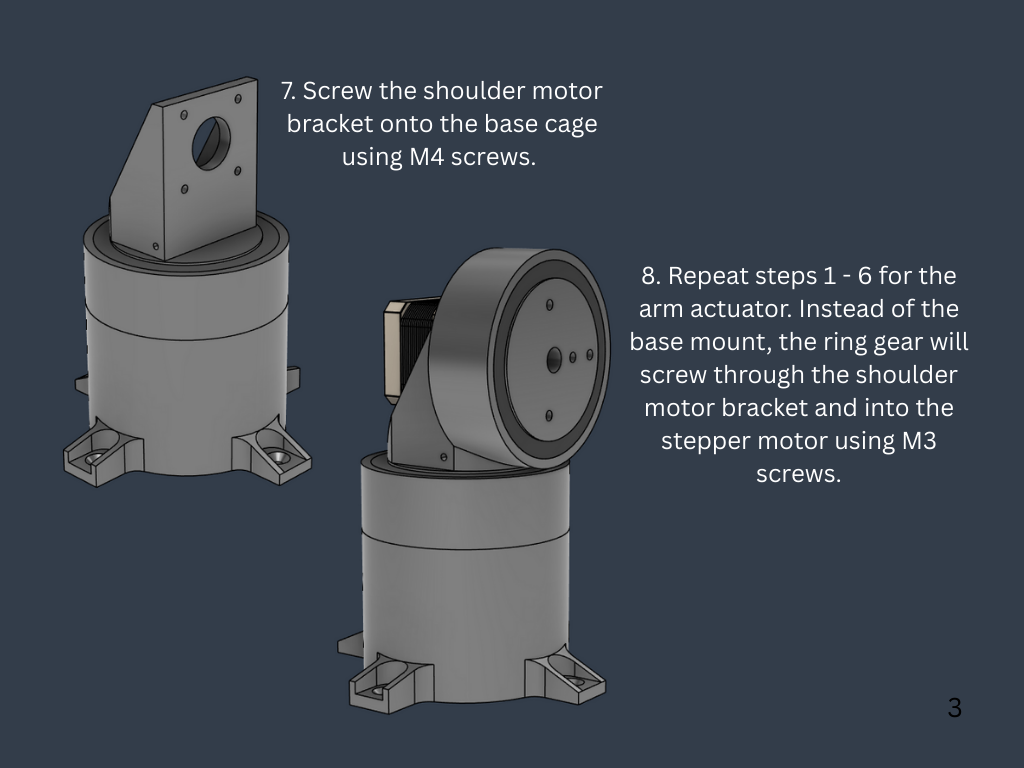 7. Screw the shoulder motor
bracket onto the base cage
using M4 screws.
8. Repeat steps 1 - 6 for the
arm actuator. Instead of the
base mount, the ring gear will
screw through the shoulder
motor bracket and into the
stepper motor using M3
screws.
3